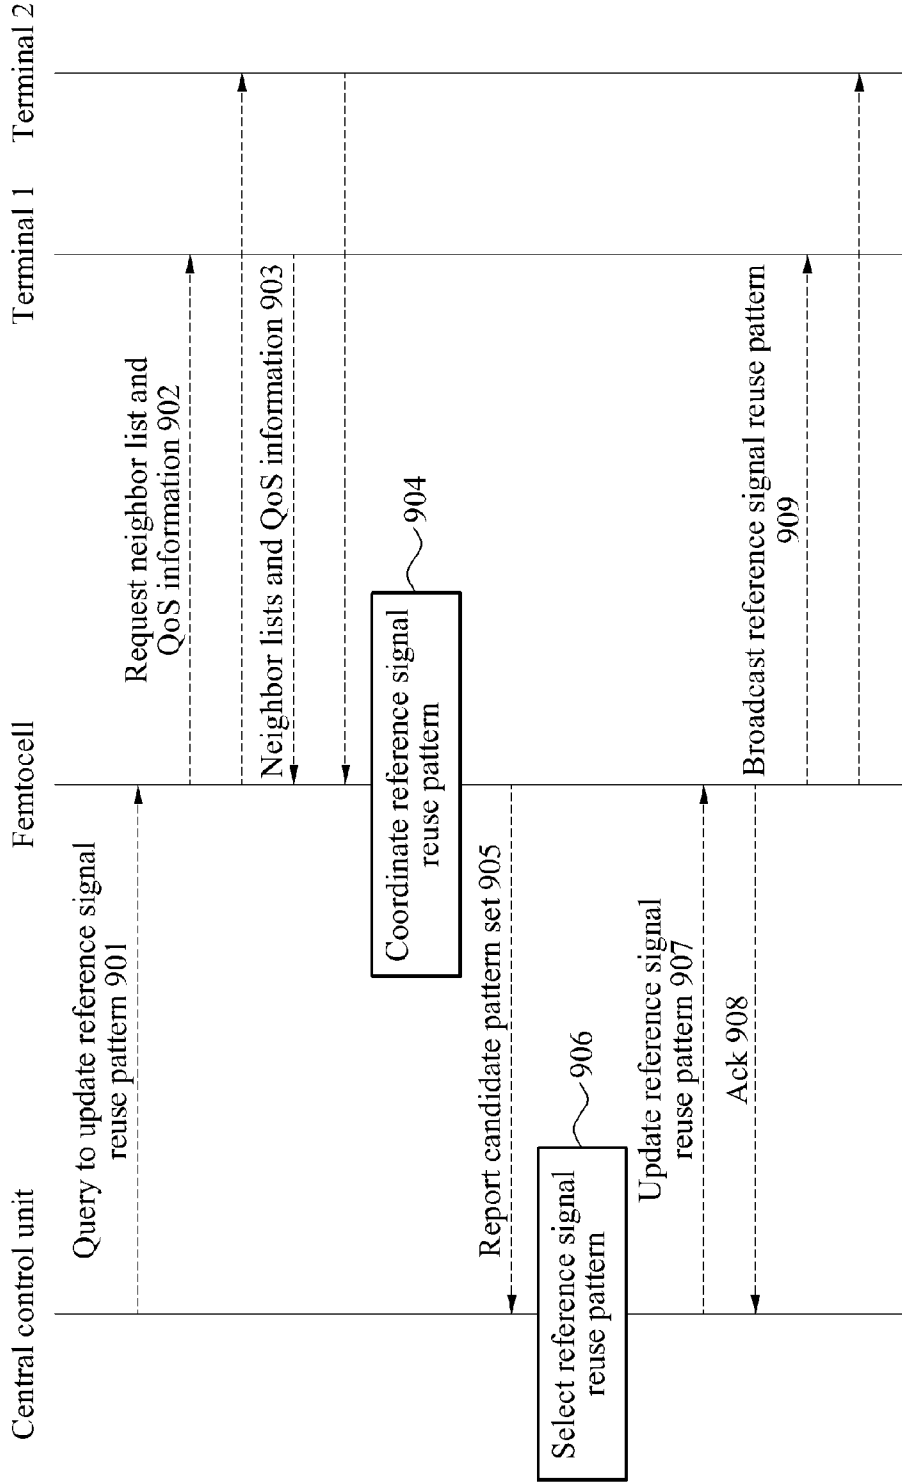 Central control unit
Femtocell
Terminal 1
Terminal 2
Query to update reference signal
reuse pattern 901
Request neighbor list and
QoS information 902
Neighbor lists and QoS information 903
Coordinate reference signal
reuse pattern
904
Report candidate pattern set 905
Select reference signal
reuse pattern
906
Update reference signal
reuse pattern 907
Ack 908
Broadcast reference signal reuse pattern
909